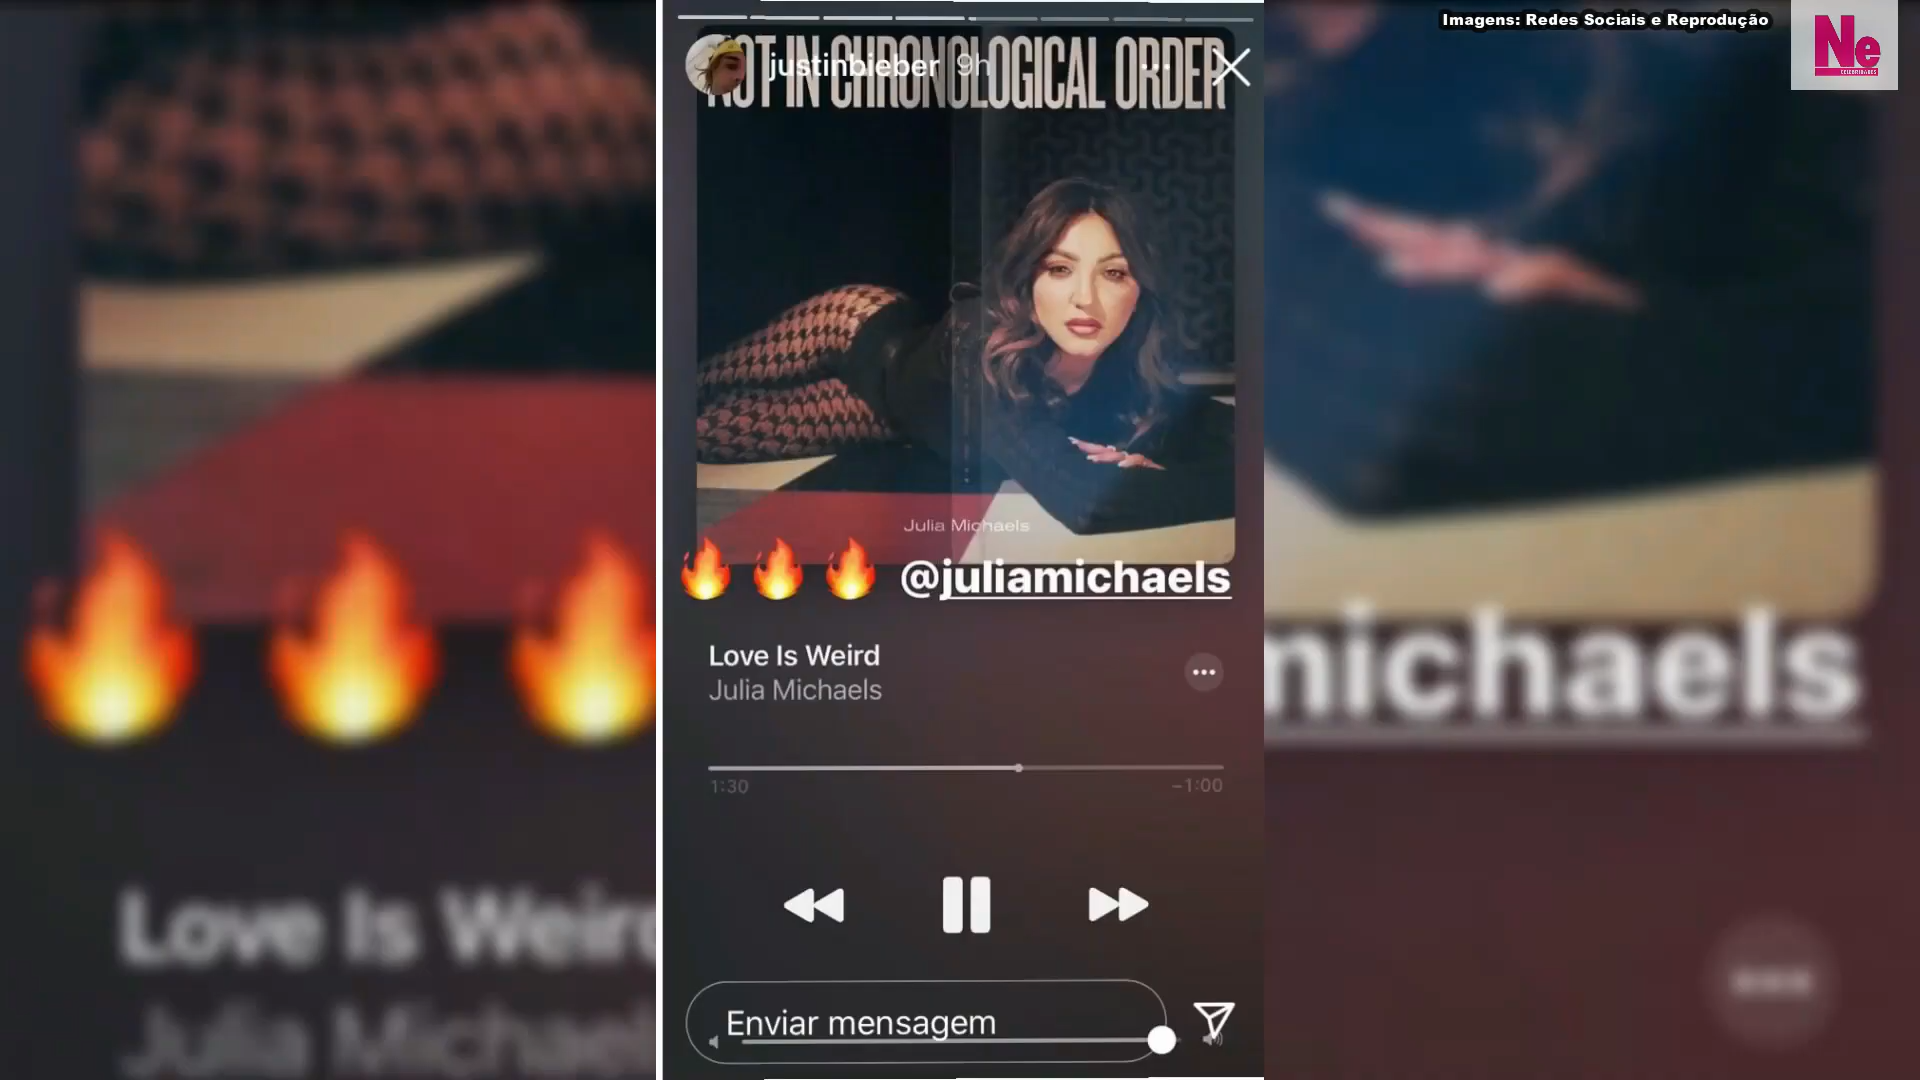 Imagens: Redes Sociais e Reprodução
Ne
CELEBRIDADES
NOT IN CHRONOLOGICAL ORDER
justinbieber 9h
Julia Michaels
@juliamichaels
Love Is Weird
Julia Michaels
1:30
-1:00
Enviar mensagem
michaels
Love Is Weird
Julia Michaels